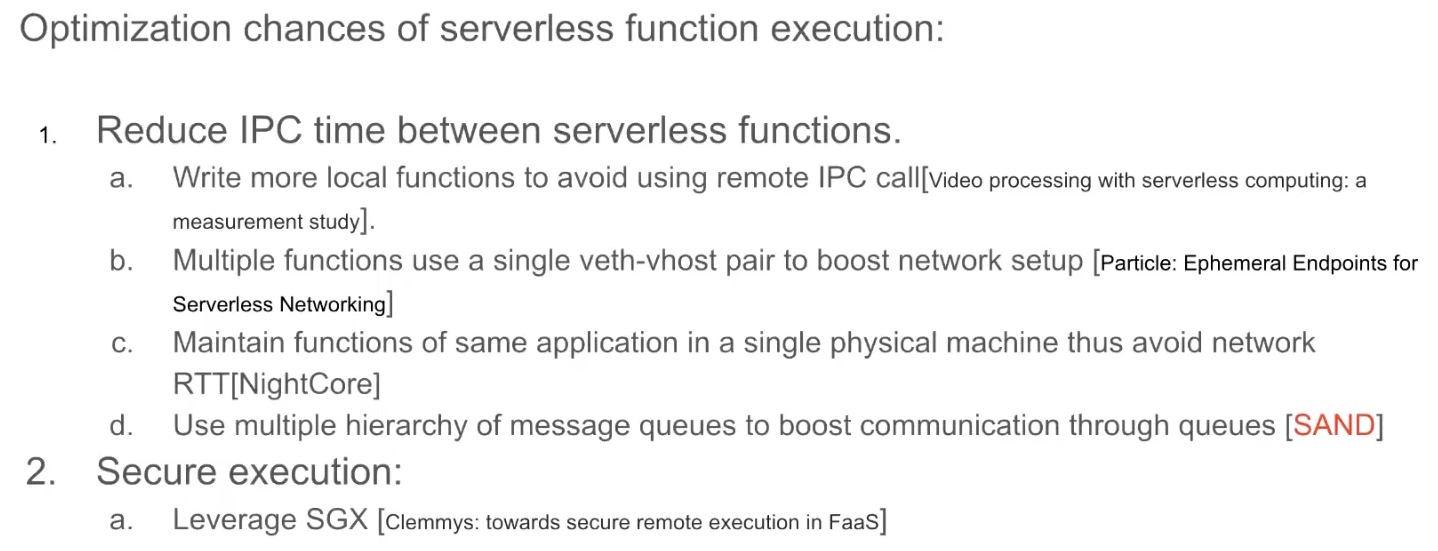 Optimization chances of serverless function execution:
1. Reduce IPC time between serverless functions.
a. Write more local functions to avoid using remote IPC call[Video processing with serverless computing: a
measurement study].
b. Multiple functions use a single veth-vhost pair to boost network setup [Particle: Ephemeral Endpoints for
Serverless Networking]
c. Maintain functions of same application in a single physical machine thus avoid network
RTT[NightCore]
d. Use multiple hierarchy of message queues to boost communication through queues [SAND]
2. Secure execution:
a. Leverage SGX [Clemmys: towards secure remote execution in FaaS]